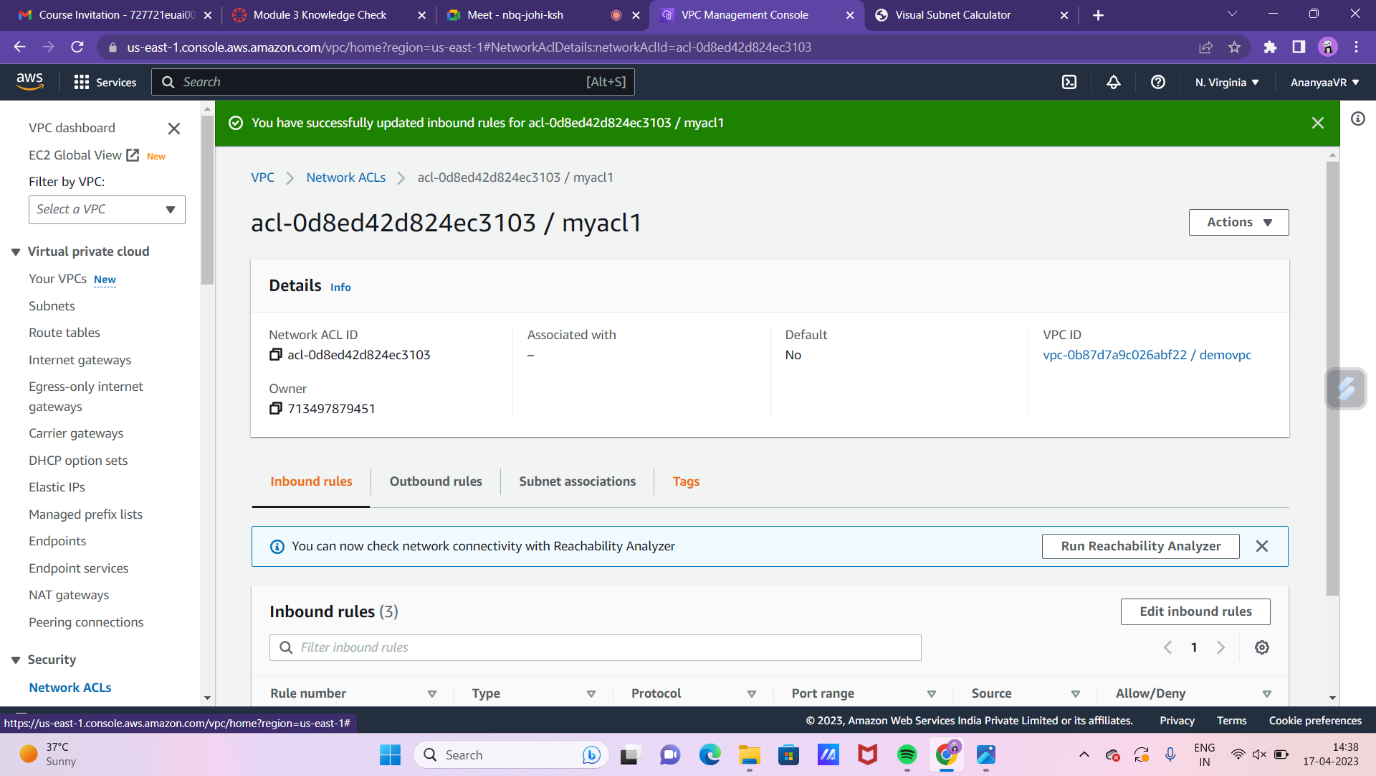 Course Invitation - 727721euai00
Module 3 Knowledge Check
Meet - nbq-johi-ksh
VPC Management Console
Visual Subnet Calculator
us-east-1.console.aws.amazon.com/vpc/home?region=us-east-1#NetworkAclDetails:networkAclId=acl-0d8ed42d824ec3103
aws
Services
Search
[Alt+S]
N. Virginia
AnanyaaVR
VPC dashboard
EC2 Global View New
Filter by VPC:
Select a VPC
Virtual private cloud
Your VPCs New
Subnets
Route tables
Internet gateways
Egress-only internet
gateways
Carrier gateways
DHCP option sets
Elastic IPs
Managed prefix lists
Endpoints
Endpoint services
NAT gateways
Peering connections
Security
Network ACLs
You have successfully updated inbound rules for acl-0d8ed42d824ec3103 / myacl1
VPC
Network ACLs
acl-0d8ed42d824ec3103 / myacl1
acl-0d8ed42d824ec3103 / myacl1
Actions
Details Info
Network ACL ID
acl-0d8ed42d824ec3103
Associated with
–
Default
No
VPC ID
vpc-0b87d7a9c026abf22 / demovpc
Owner
713497879451
Inbound rules
Outbound rules
Subnet associations
Tags
You can now check network connectivity with Reachability Analyzer
Run Reachability Analyzer
Inbound rules (3)
Edit inbound rules
Filter inbound rules
1
Rule number
Type
Protocol
Port range
Source
Allow/Deny
https://us-east-1.console.aws.amazon.com/vpc/home?region=us-east-1#
© 2023, Amazon Web Services India Private Limited or its affiliates.
Privacy
Terms
Cookie preferences
37°C
Sunny
Search
ENG
IN
14:38
17-04-2023